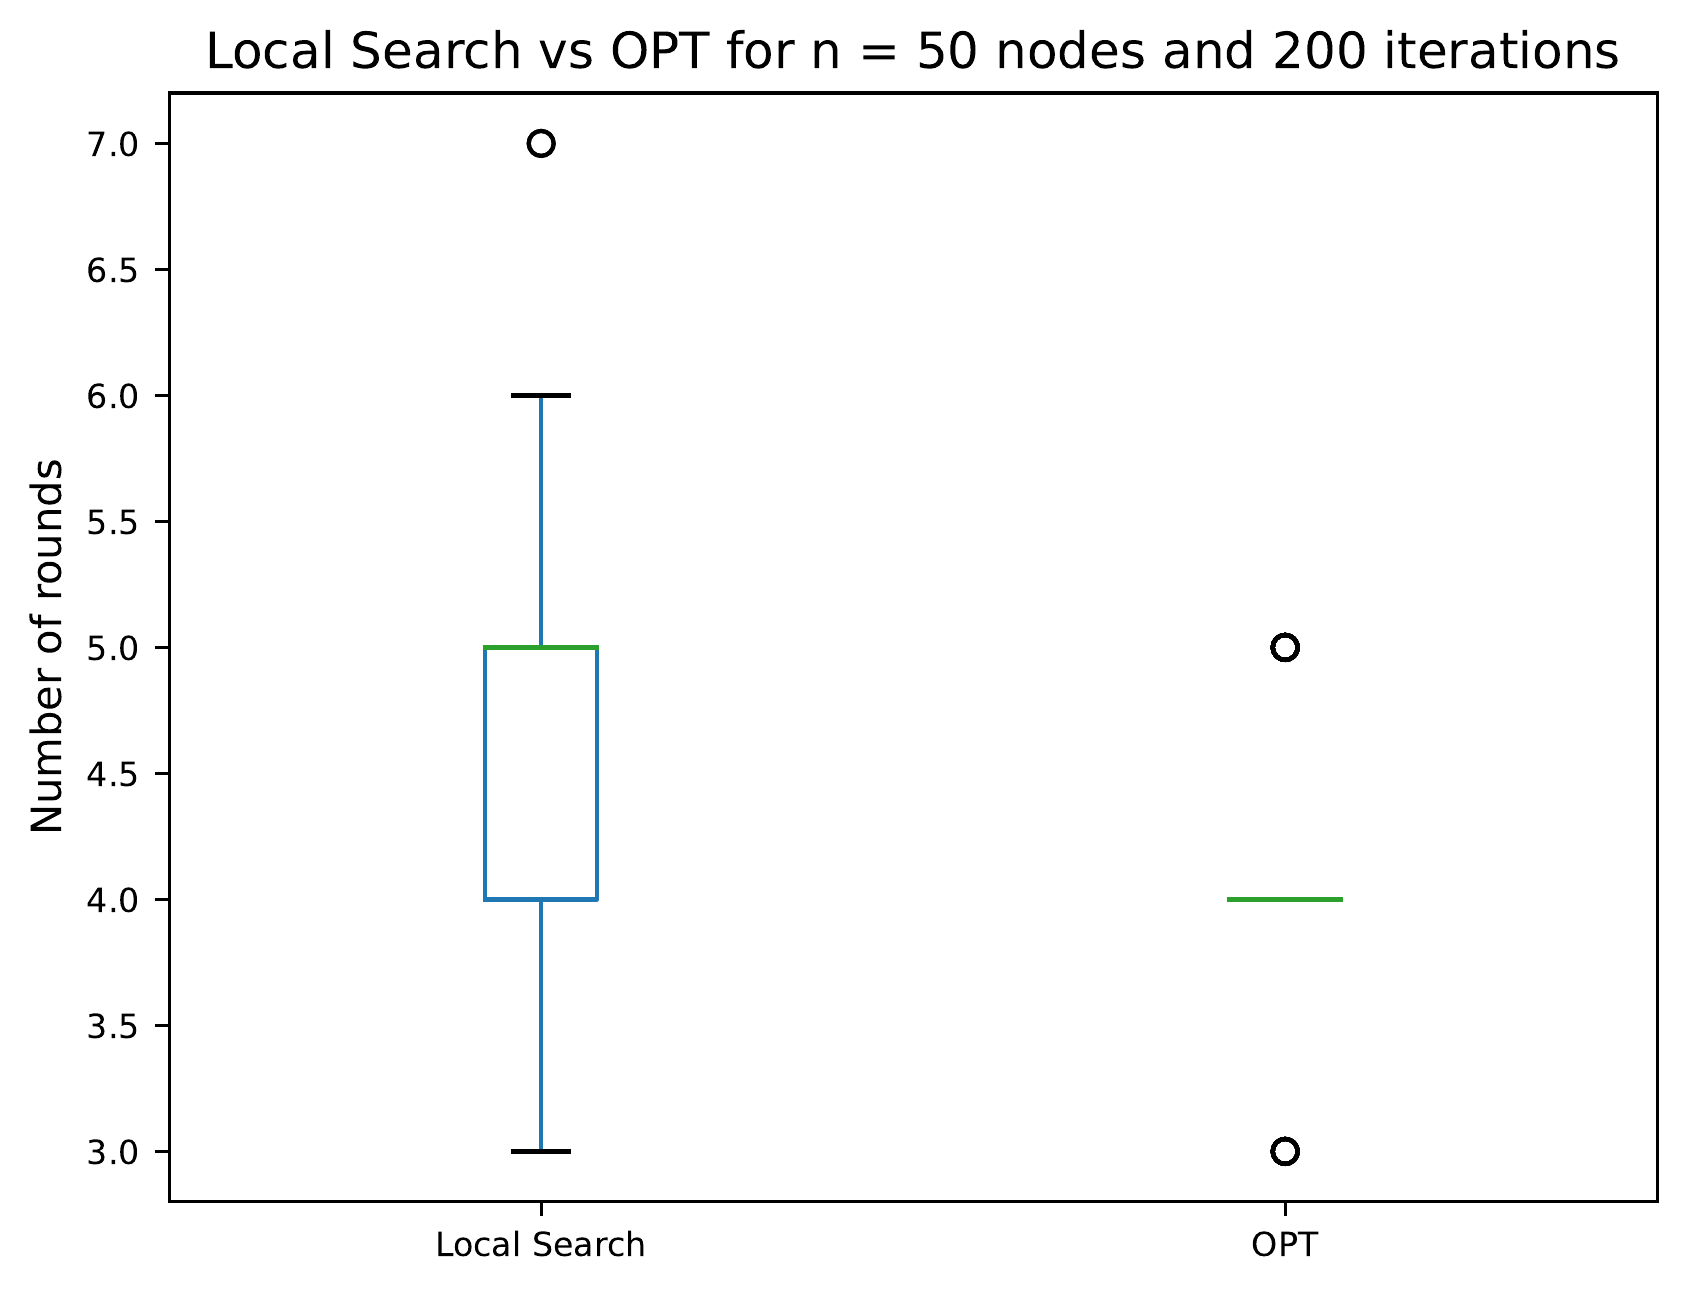 Local Search vs OPT for n = 50 nodes and 200 iterations
Number of rounds
7.0
6.5
6.0
5.5
5.0
4.5
4.0
3.5
3.0
Local Search
OPT